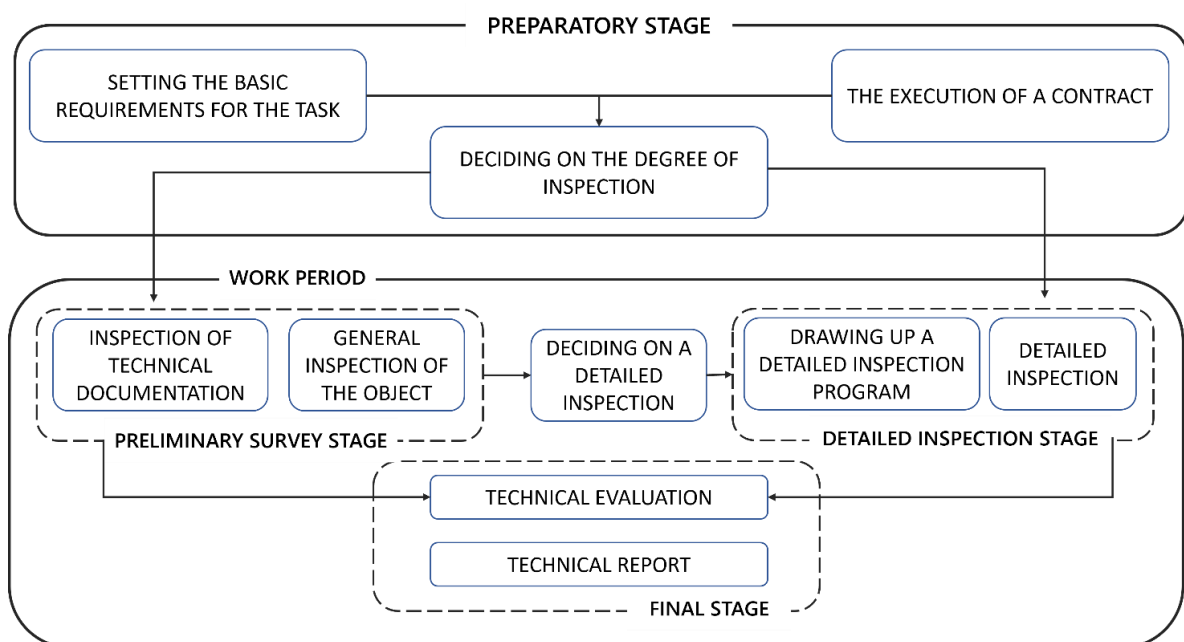 PREPARATORY STAGE
SETTING THE BASIC
REQUIREMENTS FOR THE TASK
THE EXECUTION OF A CONTRACT
DECIDING ON THE DEGREE OF
INSPECTION
WORK PERIOD
INSPECTION OF
TECHNICAL
DOCUMENTATION
GENERAL
INSPECTION OF
THE OBJECT
DECIDING ON A
DETAILED
INSPECTION
DRAWING UP A
DETAILED INSPECTION
PROGRAM
DETAILED
INSPECTION
PRELIMINARY SURVEY STAGE
DETAILED INSPECTION STAGE
TECHNICAL EVALUATION
TECHNICAL REPORT
FINAL STAGE